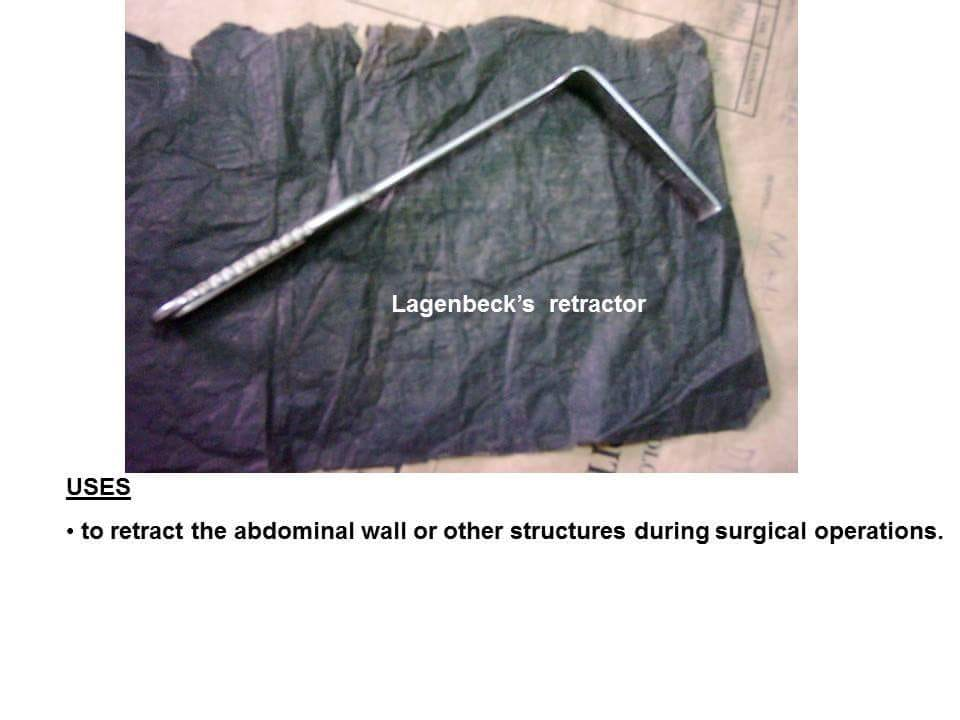 Lagenbeck’s retractor
USES
• to retract the abdominal wall or other structures during surgical operations.